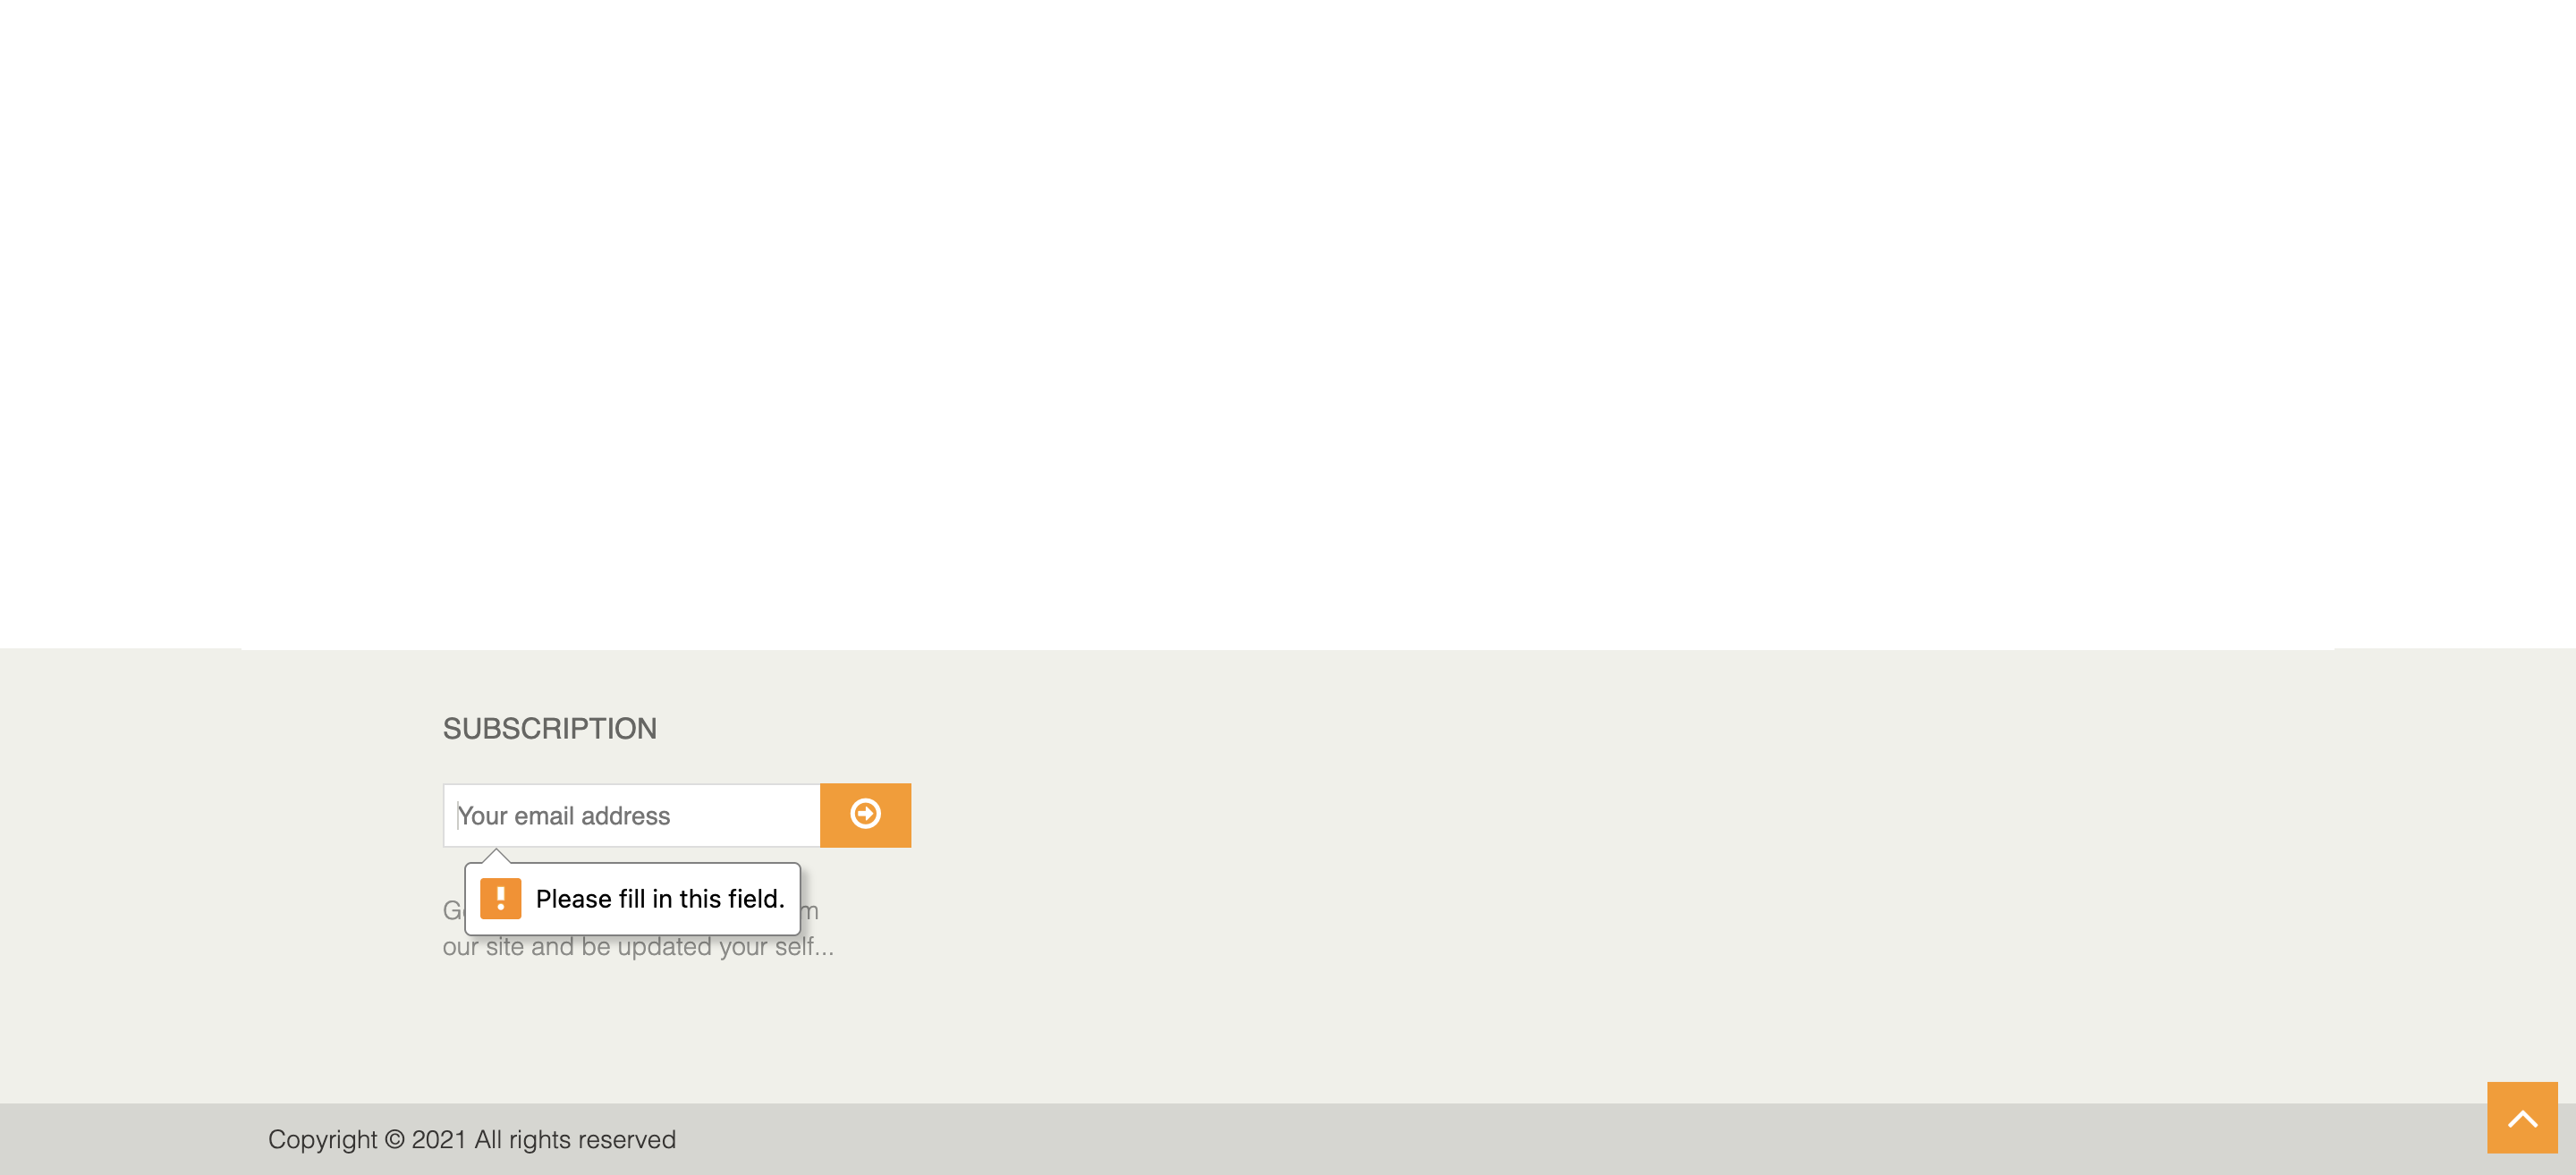 SUBSCRIPTION
Your email address
Please fill in this field.
our site and be updated your self...
Copyright © 2021 All rights reserved